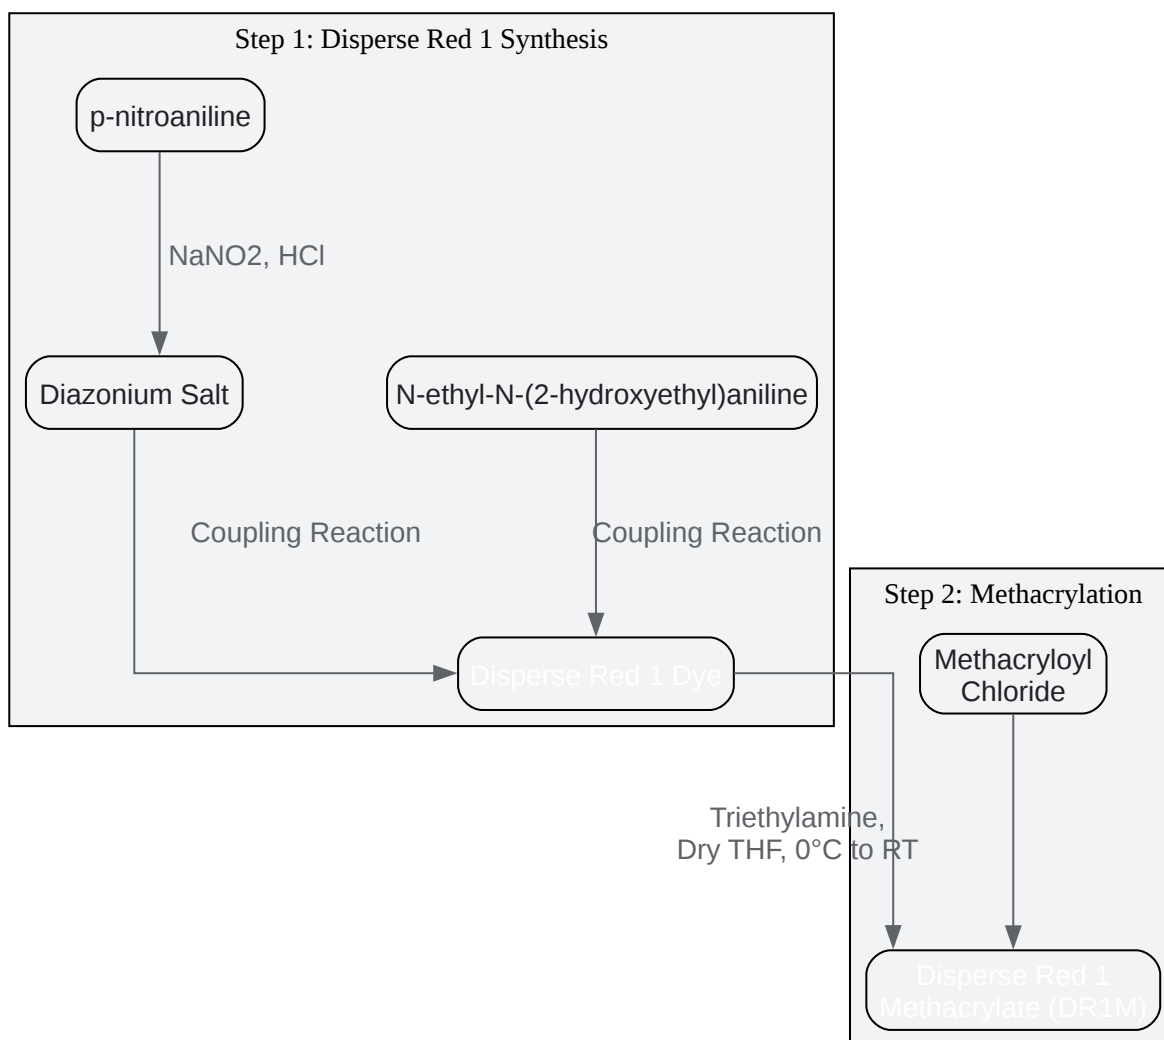 Step 1: Disperse Red 1 Synthesis
p-nitroaniline
NaNO2, HCl
Diazonium Salt
N-ethyl-N-(2-hydroxyethyl)aniline
Coupling Reaction
Coupling Reaction
Disperse Red 1 Dye
Step 2: Methacrylation
Methacryloyl
Chloride
Triethylamine,
Dry THF, 0°C to RT
Disperse Red 1
Methacrylate (DR1M)